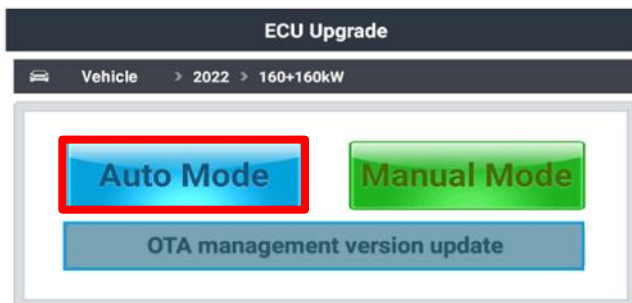 ECU Upgrade
Vehicle > 2022 > 160+160kW
Auto Mode Manual Mode
OTA management version update